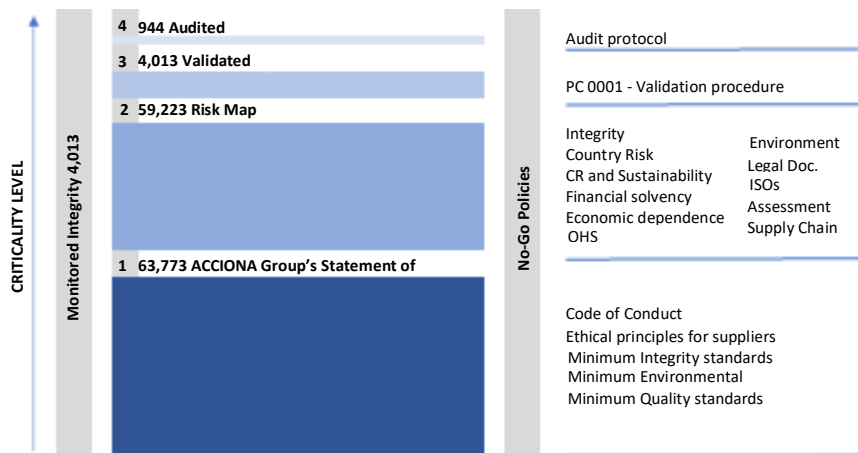 CRITICALITY LEVEL
Monitored Integrity 4,013
4 944 Audited
3 4,013 Validated
2 59,223 Risk Map
1 63,773 ACCIONA Group’s Statement of
No-Go Policies
Audit protocol
PC 0001 - Validation procedure
Integrity
Country Risk
CR and Sustainability
Financial solvency
Economic dependence
OHS
Environment
Legal Doc.
ISOs
Assessment
Supply Chain
Code of Conduct
Ethical principles for suppliers
Minimum Integrity standards
Minimum Environmental
Minimum Quality standards